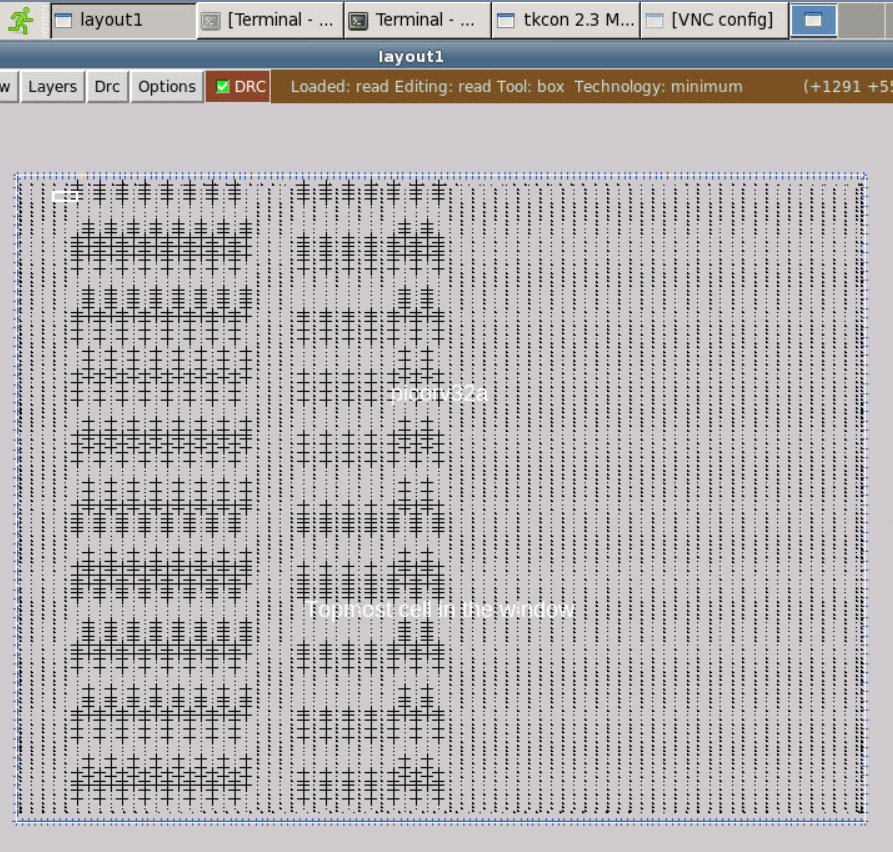 layout1
[Terminal - ...
Terminal - ...
tkcon 2.3 M...
[VNC config]
layout1
w Layers Drc Options DRC Loaded: read Editing: read Tool: box Technology: minimum (+1291 +55
picorv32a
Topmost cell in the window